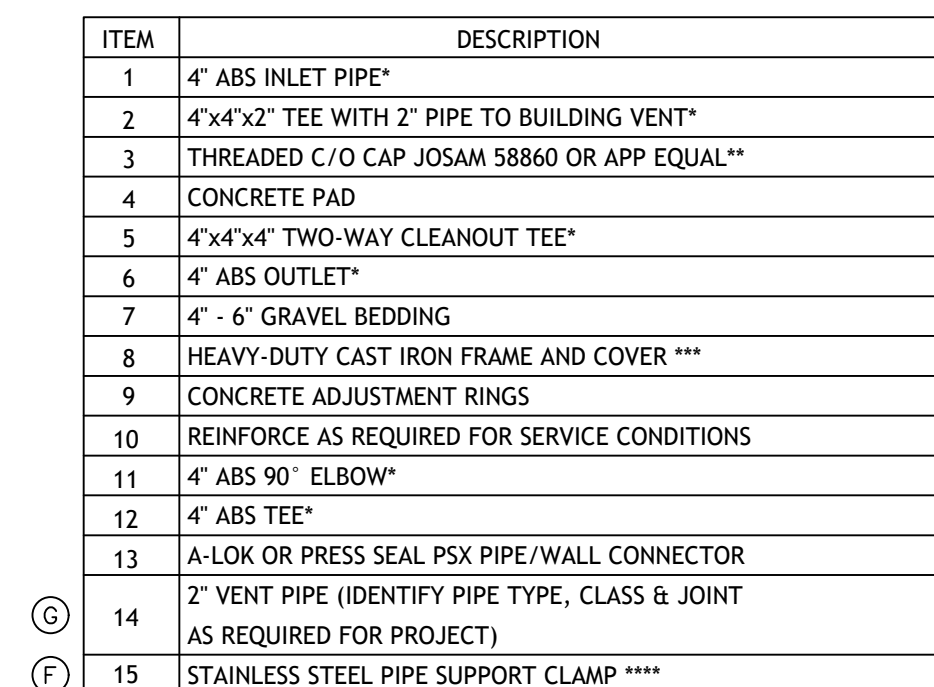 ITEM DESCRIPTION
1 4" ABS INLET PIPE*
2 4"x4"x2" TEE WITH 2" PIPE TO BUILDING VENT*
3 THREADED C/O CAP JOSAM 58860 OR APP EQUAL**
4 CONCRETE PAD
5 4"x4"x4" TWO-WAY CLEANOUT TEE*
6 4" ABS OUTLET*
7 4" - 6" GRAVEL BEDDING
8 HEAVY-DUTY CAST IRON FRAME AND COVER ***
9 CONCRETE ADJUSTMENT RINGS
10 REINFORCE AS REQUIRED FOR SERVICE CONDITIONS
11 4" ABS 90° ELBOW*
12 4" ABS TEE*
13 A-LOK OR PRESS SEAL PSX PIPE/WALL CONNECTOR
G 14 2" VENT PIPE (IDENTIFY PIPE TYPE, CLASS & JOINT
AS REQUIRED FOR PROJECT)
F 15 STAINLESS STEEL PIPE SUPPORT CLAMP ****